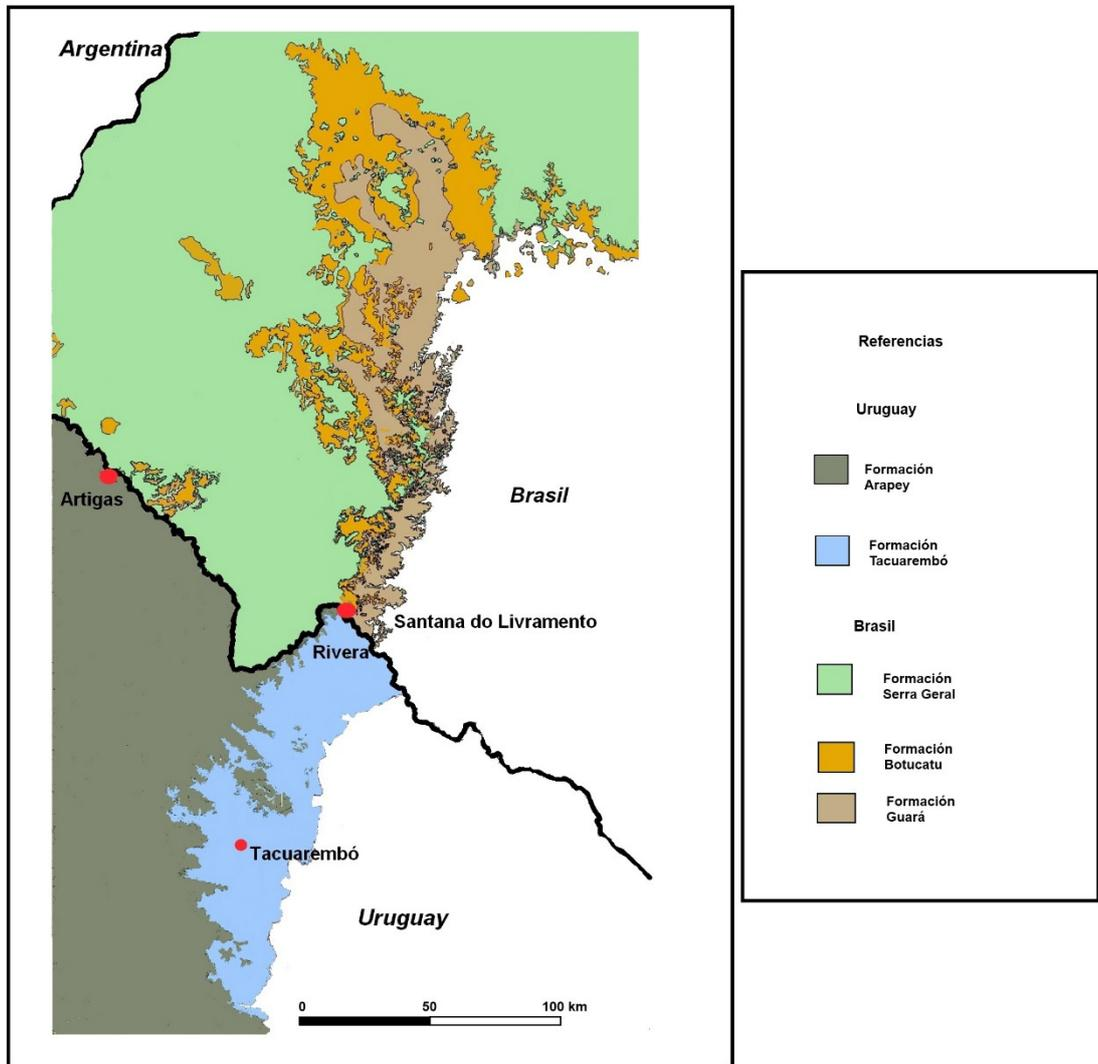 Argentina
Artigas
Brasil
Santana do Livramento
Rivera
Tacuarembó
Uruguay
0 50 100 km
Referencias
Uruguay
Formación
Arapey
Formación
Tacuarembó
Brasil
Formación
Serra Geral
Formación
Botucatu
Formación
Guará